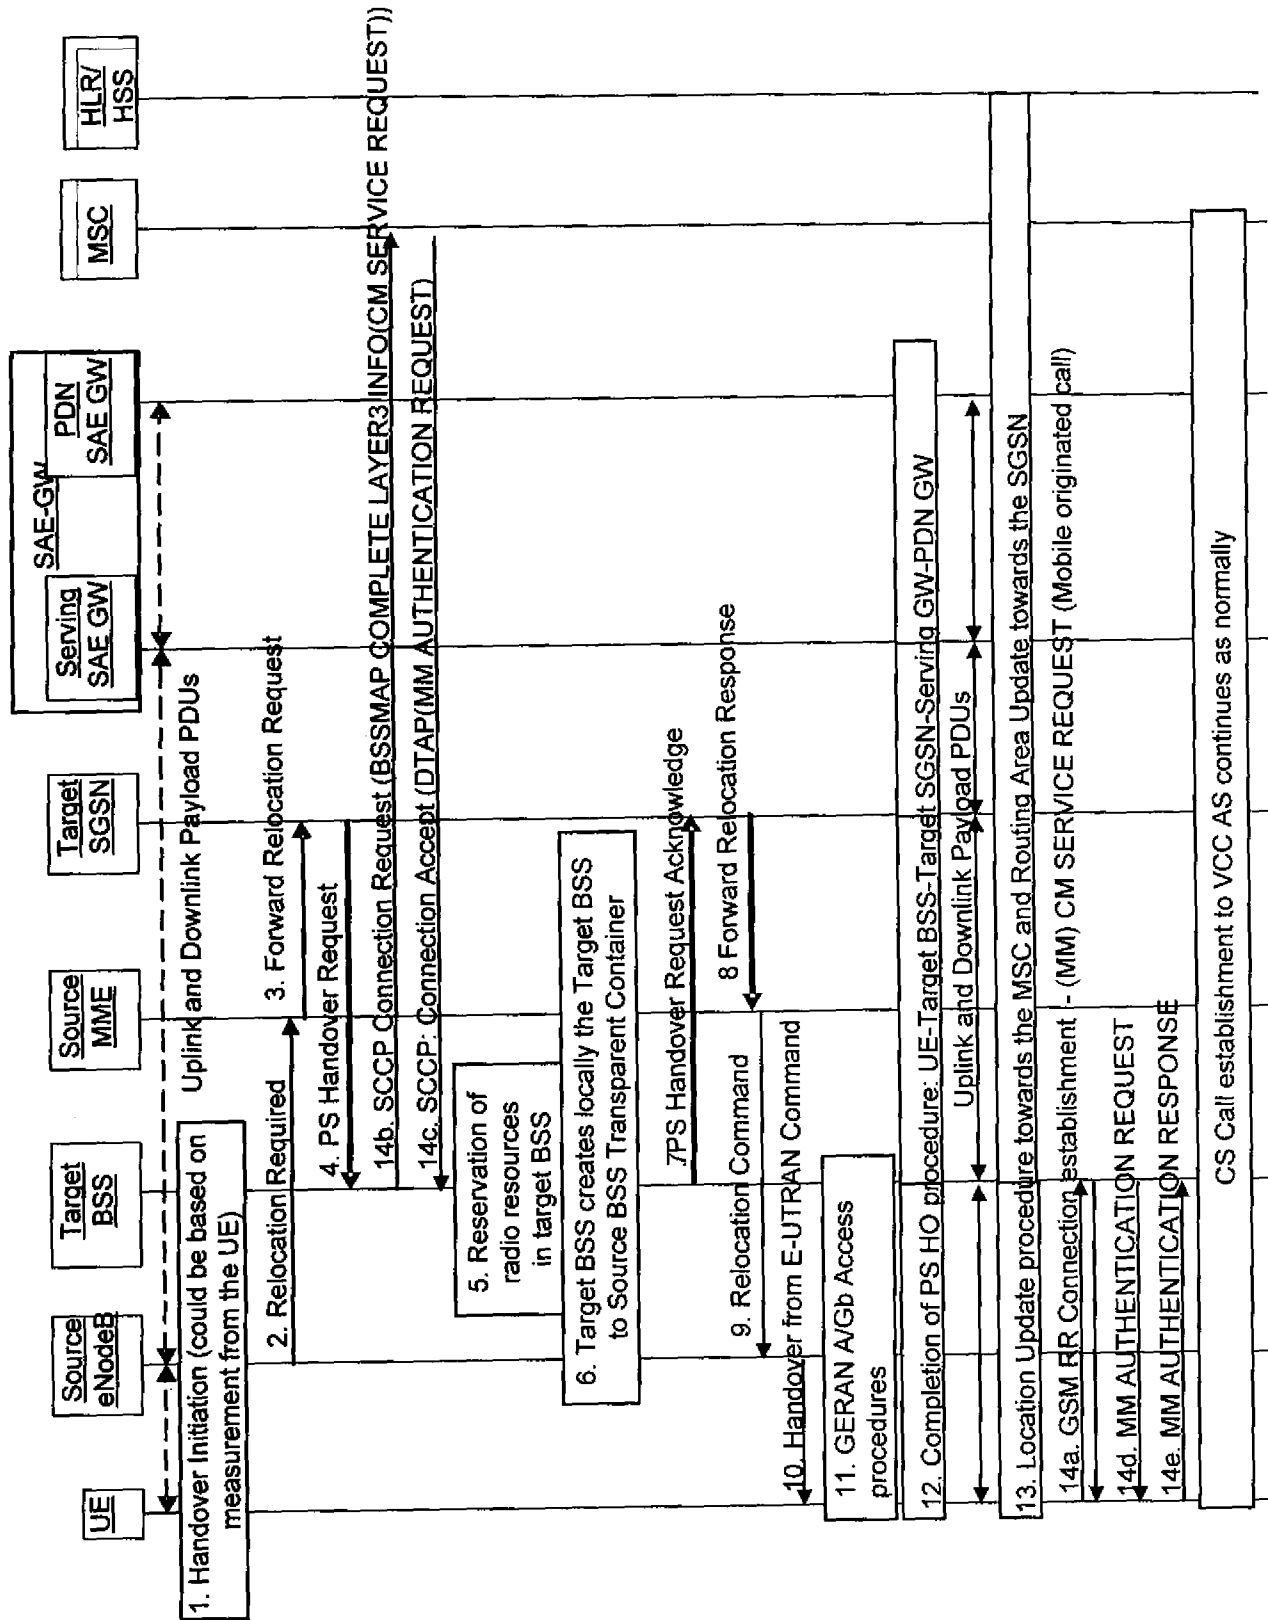 UE
Source
eNodeB
Target
BSS
Source
MME
Target
SGSN
SAE-GW
Serving
SAE GW
PDN
SAE GW
MSC
HLR/
HSS
Uplink and Downlink Payload PDUs
1. Handover Initiation (could be based on
measurement from the UE)
2. Relocation Required
3. Forward Relocation Request
4. PS Handover Request
14b. SCCP Connection Request (BSSMAP COMPLETE LAYER3 INFO(CM SERVICE REQUEST))
14c. SCCP: Connection Accept (DTAP(MM AUTHENTICATION REQUEST)
5. Reservation of
radio resources
in target BSS
6. Target BSS creates locally the Target BSS
to Source BSS Transparent Container
.7PS Handover Request Acknowledge
8 Forward Relocation Response
9. Relocation Command
10. Handover from E-UTRAN Command
11. GERAN A/Gb Access
procedures
12. Completion of PS HO procedure: UE-Target BSS-Target SGSN-Serving GW-PDN GW
Uplink and Downlink Payload PDUs
13. Location Update procedure towards the MSC and Routing Area Update towards the SGSN
14a. GSM RR Connection establishment - (MM) CM SERVICE REQUEST (Mobile originated call)
14d. MM AUTHENTICATION REQUEST
14e. MM AUTHENTICATION RESPONSE
CS Call establishment to VCC AS continues as normally